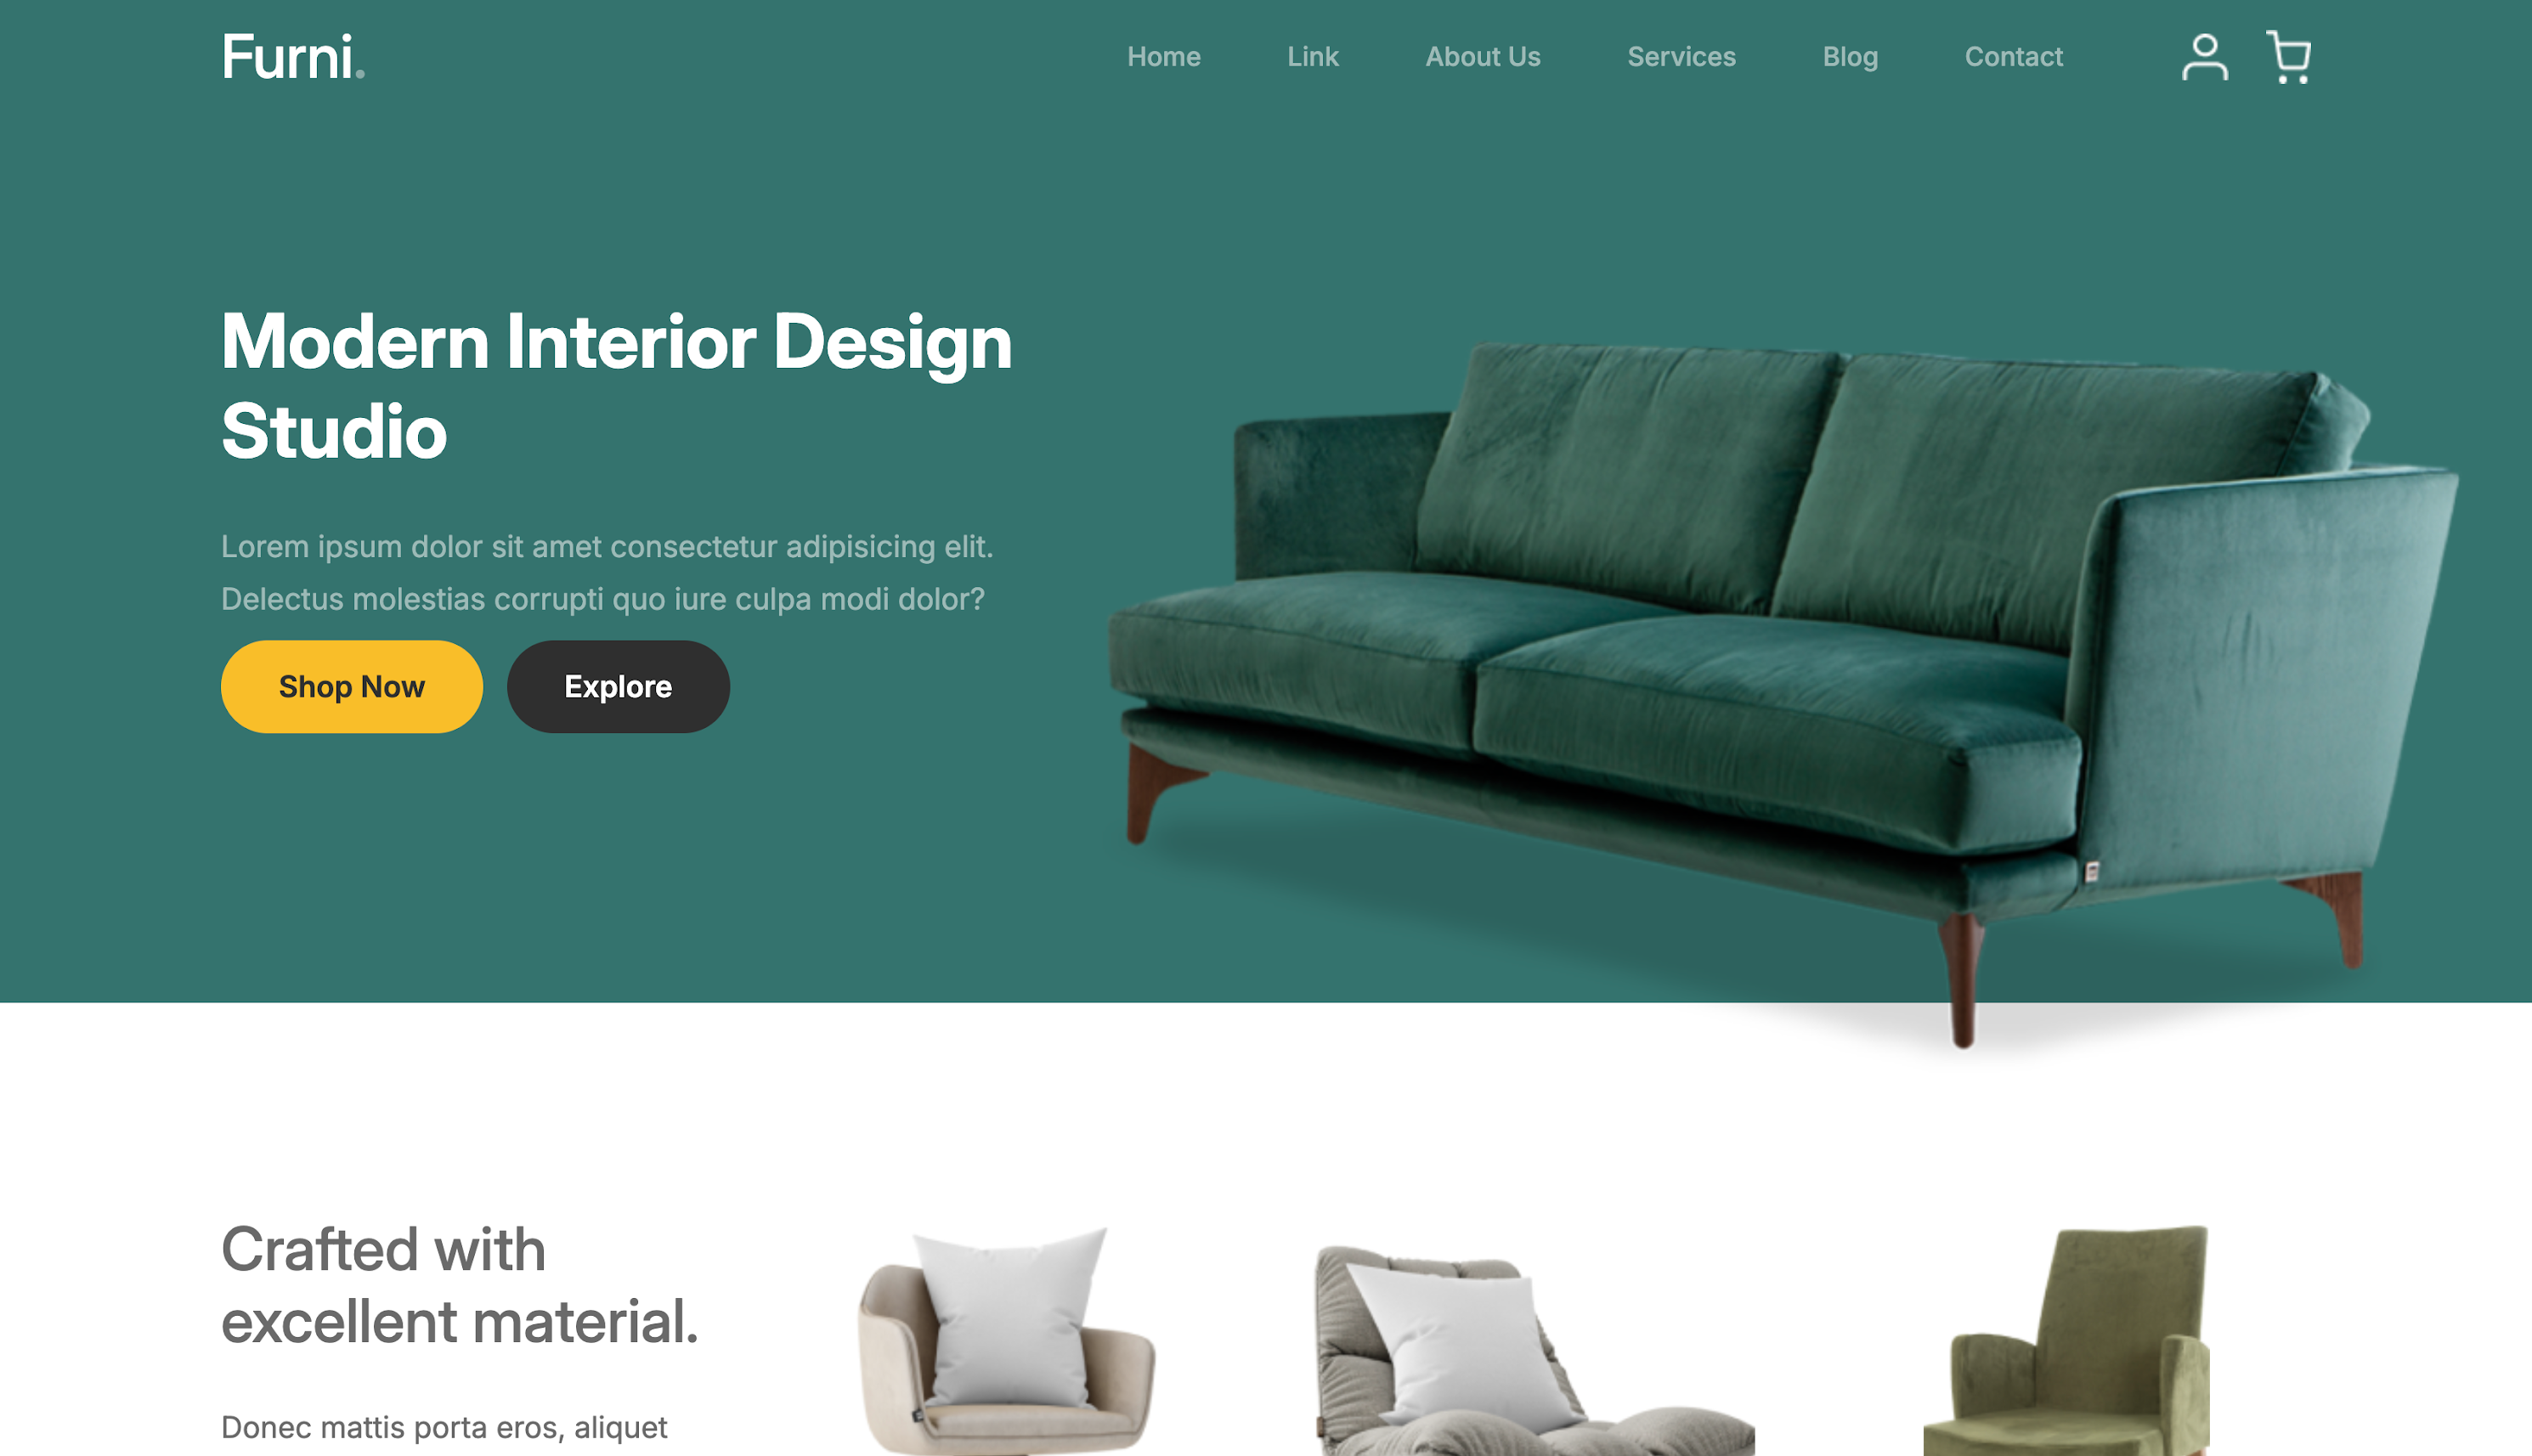 Furni.
Home Link About Us Services Blog Contact
Modern Interior Design
Studio
Lorem ipsum dolor sit amet consectetur adipisicing elit.
Delectus molestias corrupti quo iure culpa modi dolor?
Shop Now Explore
Crafted with
excellent material.
Donec mattis porta eros, aliquet